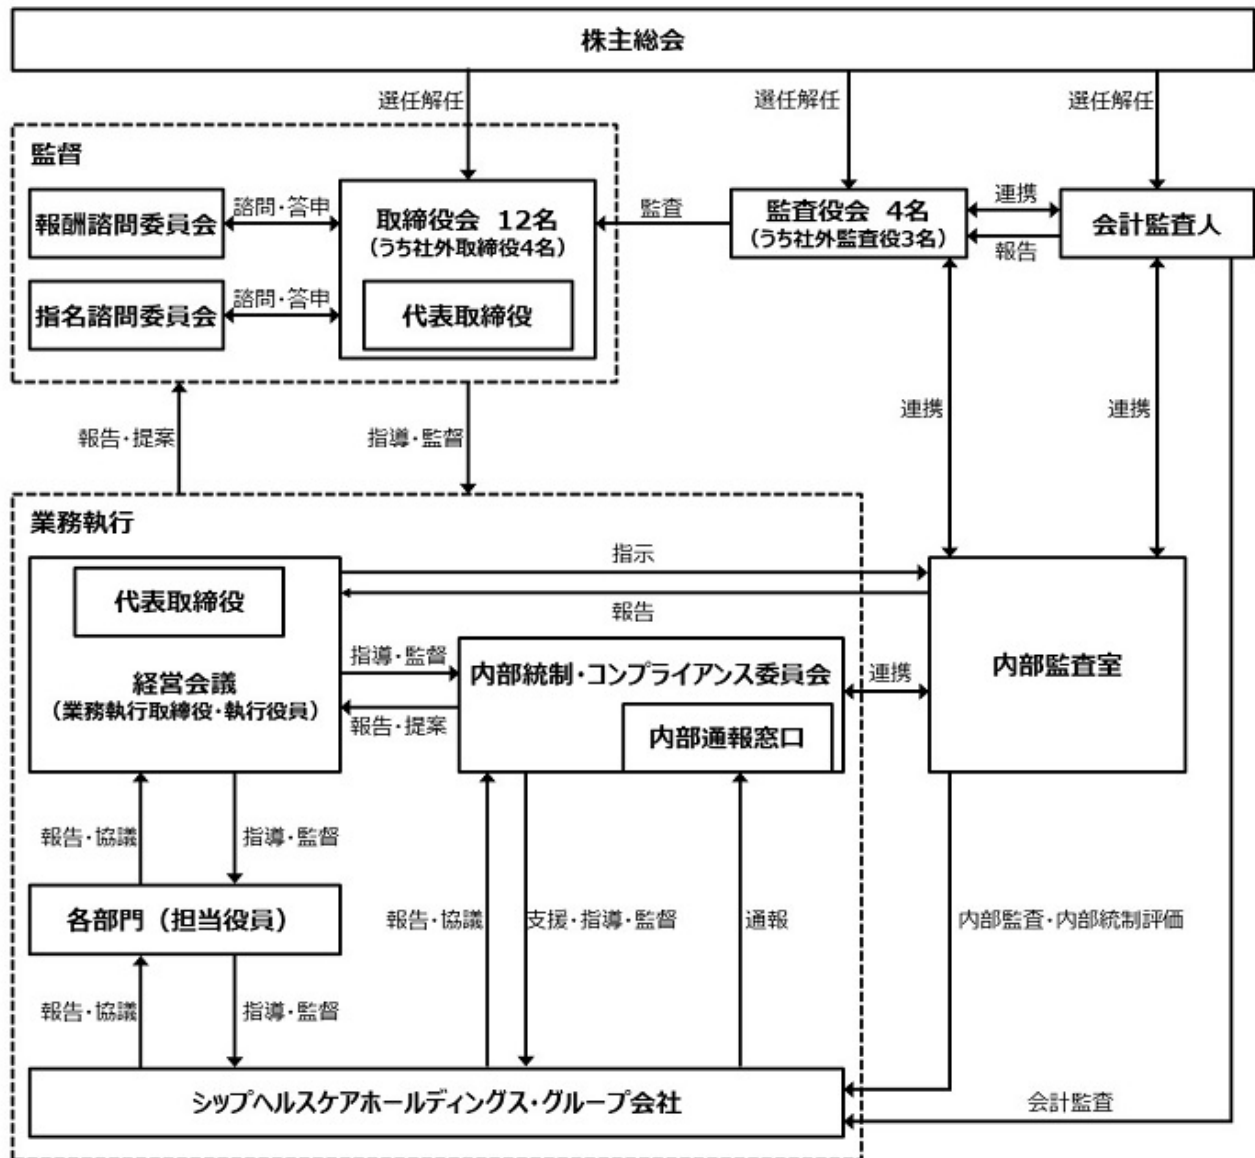 株主総会
選任解任
選任解任
選任解任
監督
報酬諮問委員会
諮問・答申
取締役会 12名
(うち社外取締役4名)
監査
監査役会 4名
(うち社外監査役3名)
連携
報告
会計監査人
指名諮問委員会
諮問・答申
代表取締役
報告・提案
指導・監督
連携
連携
業務執行
代表取締役
経営会議
(業務執行取締役・執行役員)
指示
報告
指導・監督
報告・提案
内部統制・コンプライアンス委員会
内部通報窓口
連携
内部監査室
報告・協議
指導・監督
各部門(担当役員)
報告・協議
支援・指導・監督
通報
内部監査・内部統制評価
報告・協議
指導・監督
シップヘルスケアホールディングス・グループ会社
会計監査